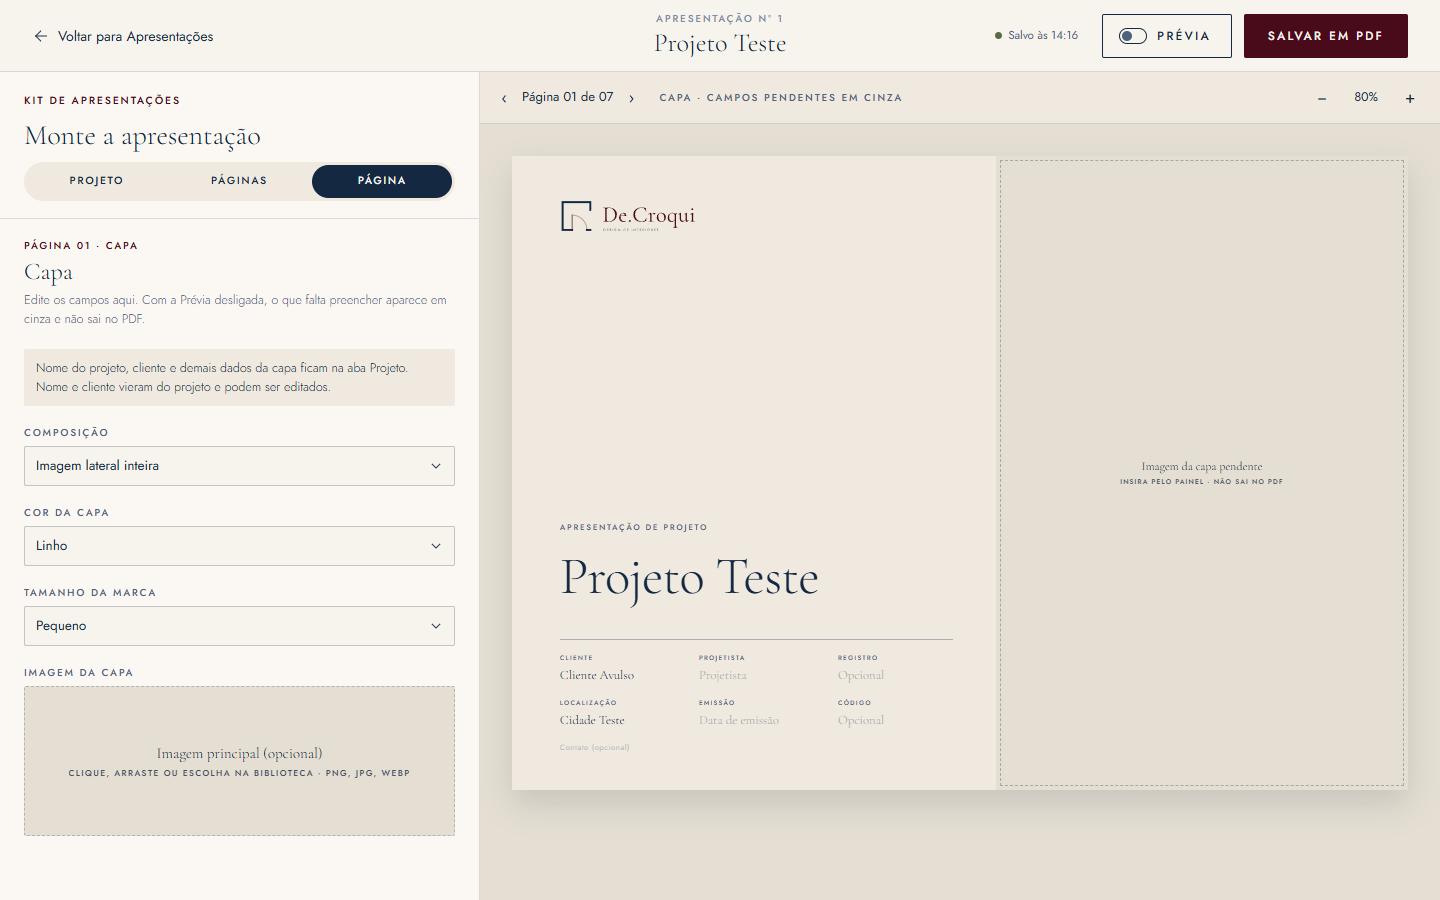 Voltar para Apresentações
APRESENTAÇÃO Nº 1
Projeto Teste
Salvo às 14:16
PRÉVIA
SALVAR EM PDF
KIT DE APRESENTAÇÕES
Monte a apresentação
PROJETO
PÁGINAS
PÁGINA
PÁGINA 01 · CAPA
Capa
Edite os campos aqui. Com a Prévia desligada, o que falta preencher aparece em
cinza e não sai no PDF.
Nome do projeto, cliente e demais dados da capa ficam na aba Projeto.
Nome e cliente vieram do projeto e podem ser editados.
COMPOSIÇÃO
Imagem lateral inteira
COR DA CAPA
Linho
TAMANHO DA MARCA
Pequeno
IMAGEM DA CAPA
Imagem principal (opcional)
CLIQUE, ARRASTE OU ESCOLHA NA BIBLIOTECA · PNG, JPG, WEBP
‹ Página 01 de 07 ›
CAPA · CAMPOS PENDENTES EM CINZA
− 80% +
De.Croqui
DESIGN DE INTERIORES
APRESENTAÇÃO DE PROJETO
Projeto Teste
CLIENTE
Cliente Avulso
PROJETISTA
Projetista
REGISTRO
Opcional
LOCALIZAÇÃO
Cidade Teste
EMISSÃO
Data de emissão
CÓDIGO
Opcional
Contato (opcional)
Imagem da capa pendente
INSIRA PELO PAINEL · NÃO SAI NO PDF